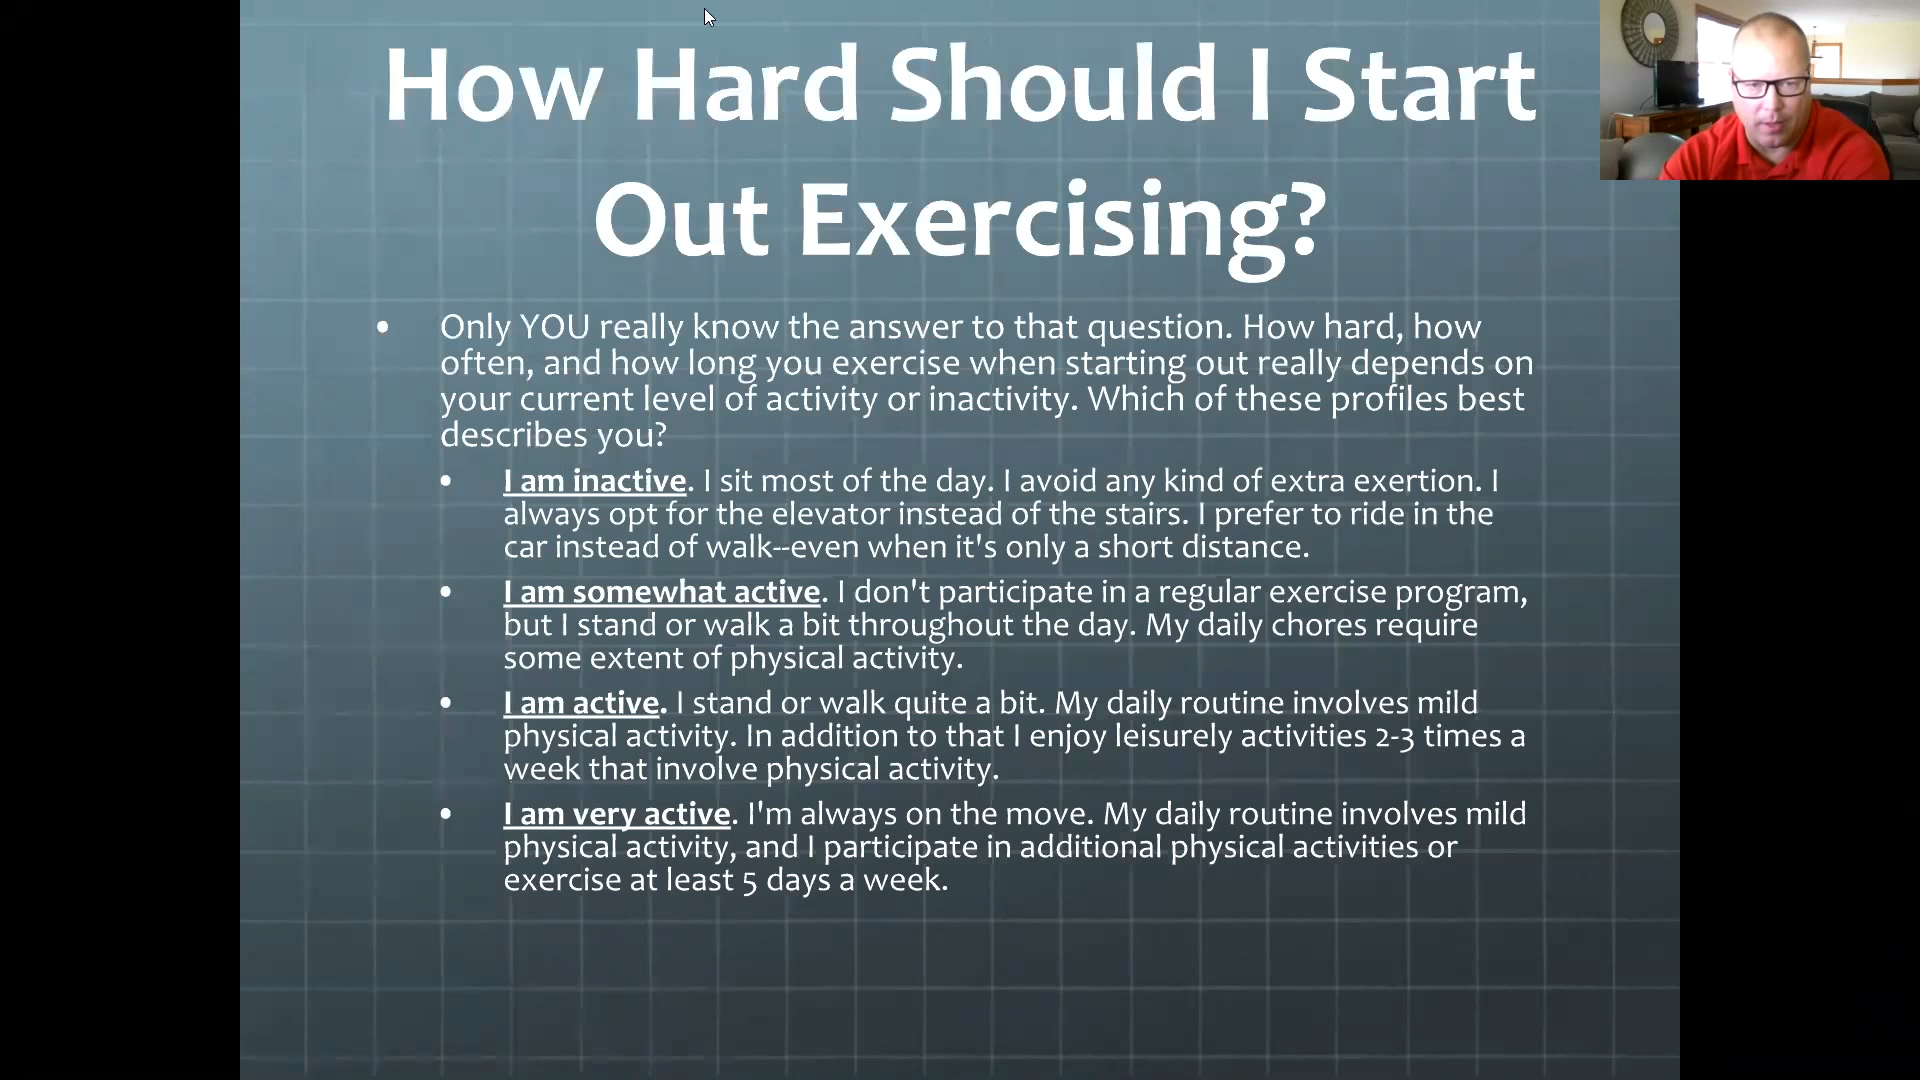 How Hard Should I Start
Out Exercising?
• Only YOU really know the answer to that question. How hard, how
often, and how long you exercise when starting out really depends on
your current level of activity or inactivity. Which of these profiles best
describes you?
• I am inactive. I sit most of the day. I avoid any kind of extra exertion. I
always opt for the elevator instead of the stairs. I prefer to ride in the
car instead of walk--even when it's only a short distance.
• I am somewhat active. I don't participate in a regular exercise program,
but I stand or walk a bit throughout the day. My daily chores require
some extent of physical activity.
• I am active. I stand or walk quite a bit. My daily routine involves mild
physical activity. In addition to that I enjoy leisurely activities 2-3 times a
week that involve physical activity.
• I am very active. I'm always on the move. My daily routine involves mild
physical activity, and I participate in additional physical activities or
exercise at least 5 days a week.